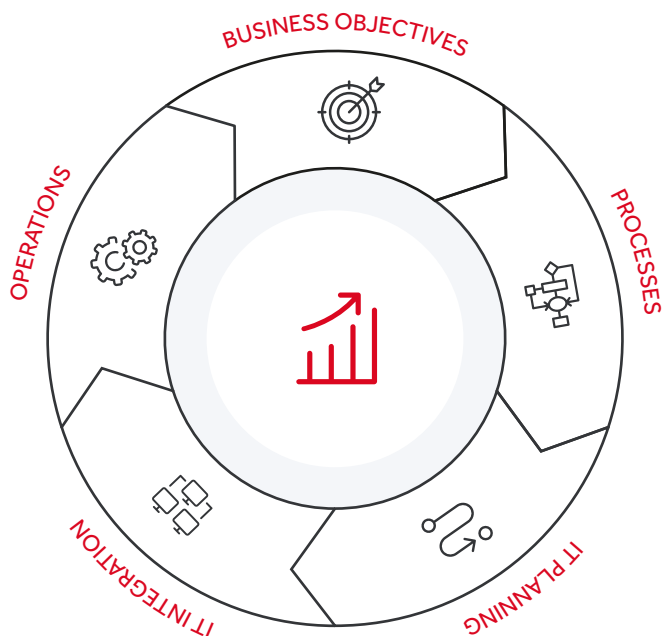 BUSINESS OBJECTIVES
PROCESSES
IT PLANNING
IT INTEGRATION
OPERATIONS